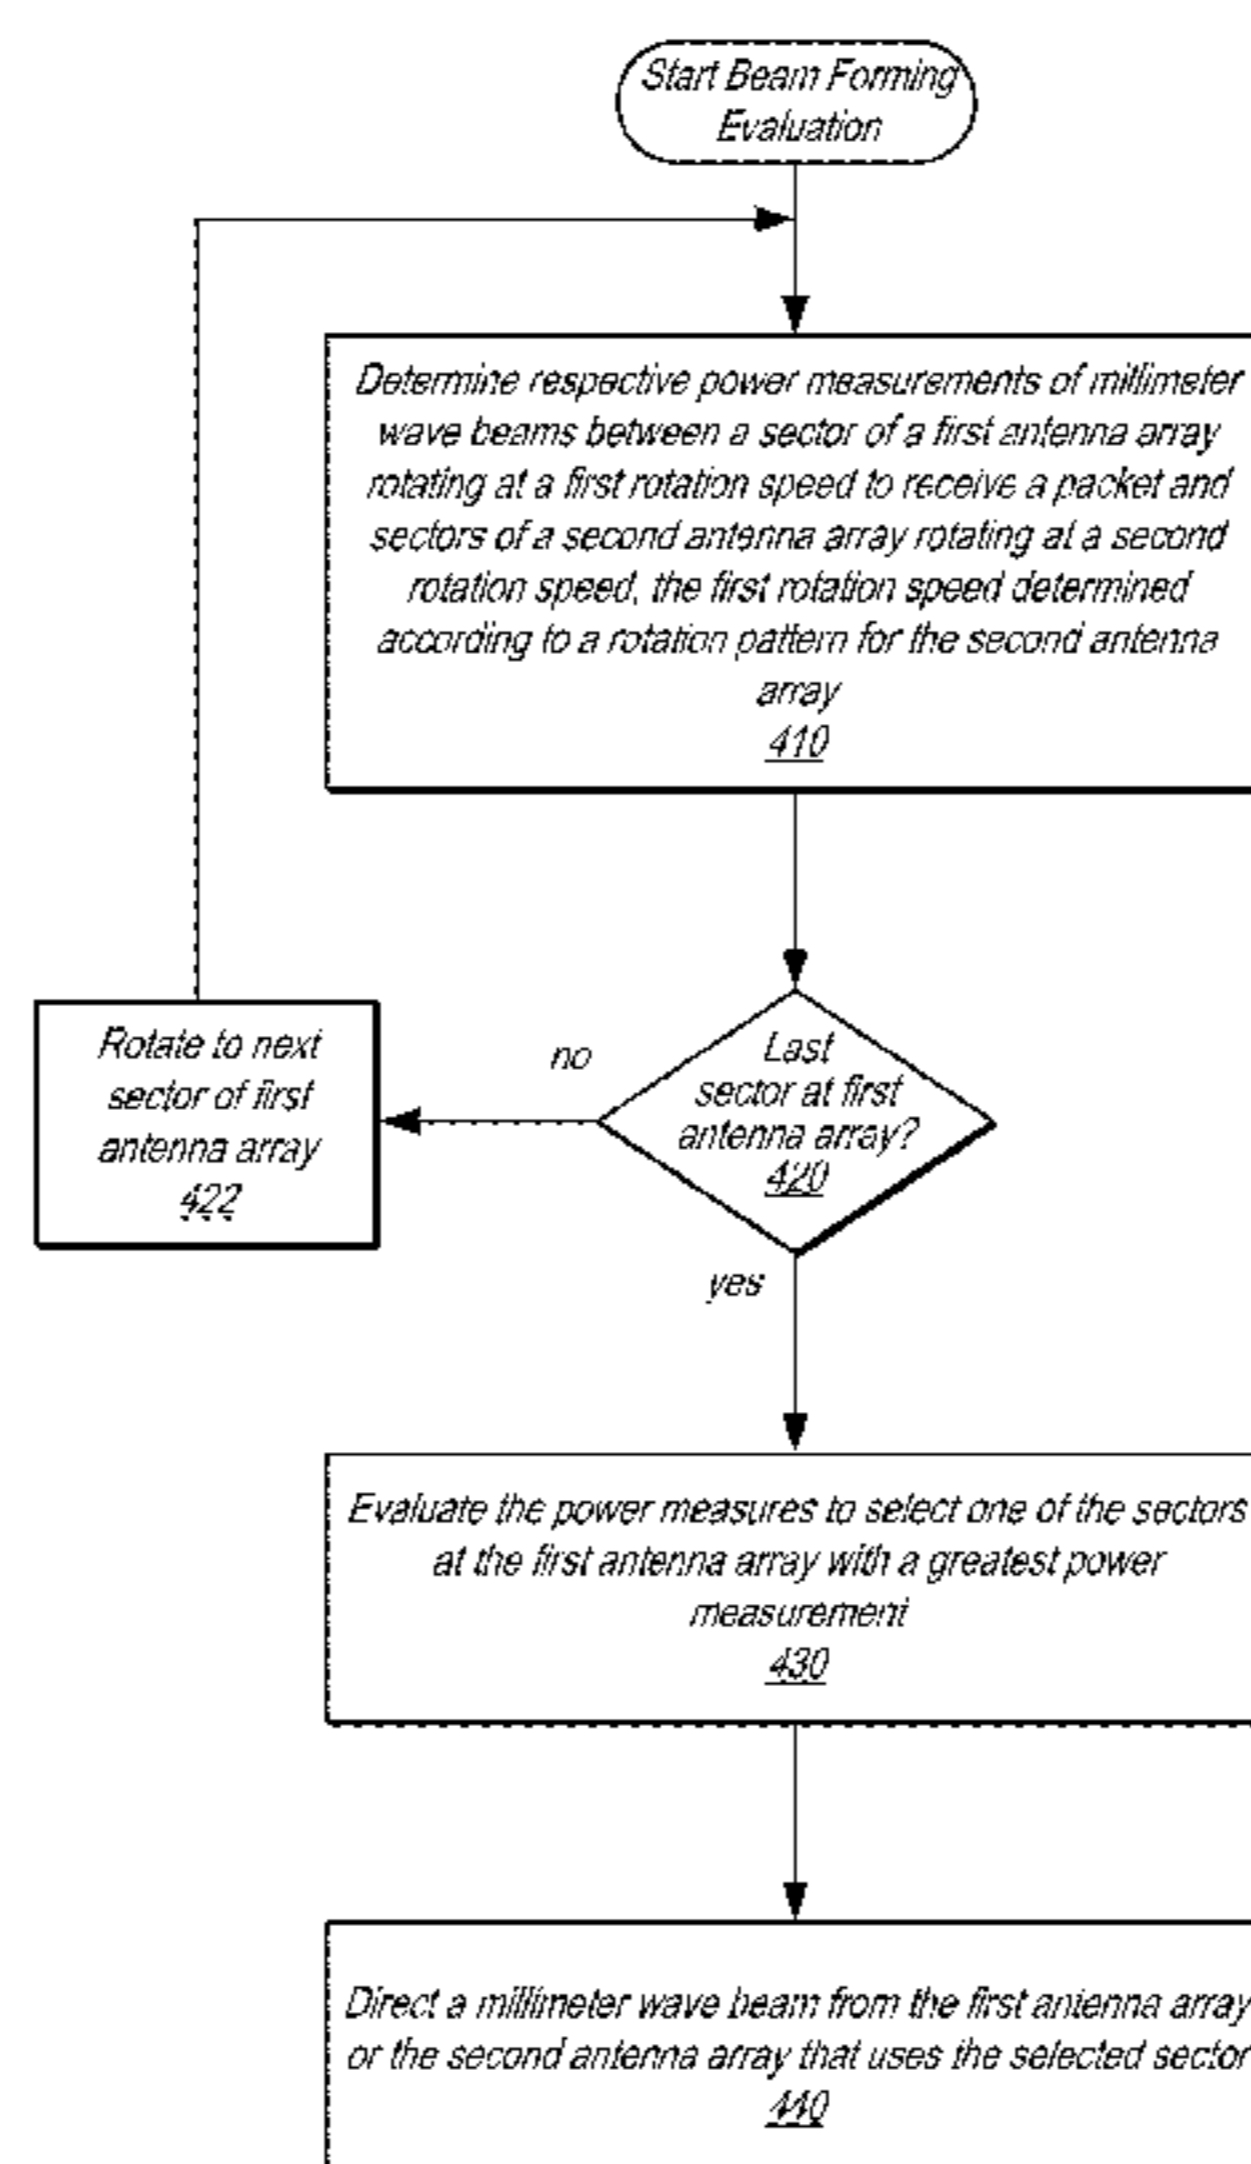 Start Beam Forming
Evaluation
Determine respective power measurements of millimeter
wave beams between a sector of a first antenna array
rotating at a first rotation speed to receive a packet and
sectors of a second antenna array rotating at a second
rotation speed, the first rotation speed determined
according to a rotation pattern for the second antenna
array
410
Last
sector at first
antenna array?
420
no
Rotate to next
sector of first
antenna array
422
yes
Evaluate the power measures to select one of the sectors
at the first antenna array with a greatest power
measurement
430
Direct a millimeter wave beam from the first antenna array
or the second antenna array that uses the selected sector
440